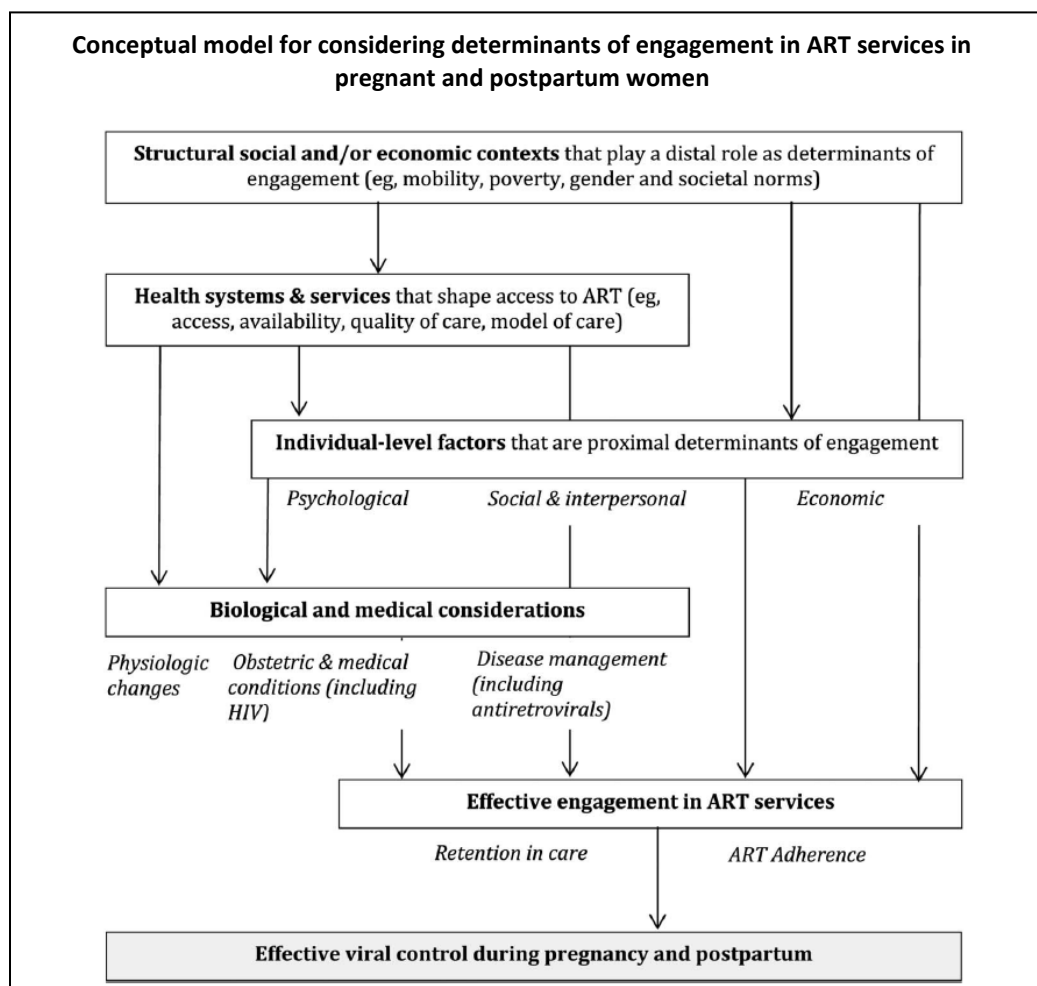 Conceptual model for considering determinants of engagement in ART services in
pregnant and postpartum women
Structural social and/or economic contexts that play a distal role as determinants of
engagement (eg, mobility, poverty, gender and societal norms)
Health systems & services that shape access to ART (eg,
access, availability, quality of care, model of care)
Individual-level factors that are proximal determinants of engagement
Psychological
Social & interpersonal
Economic
Biological and medical considerations
Physiologic
changes
Obstetric & medical
conditions (including
HIV)
Disease management
(including
antiretrovirals)
Effective engagement in ART services
Retention in care
ART Adherence
Effective viral control during pregnancy and postpartum